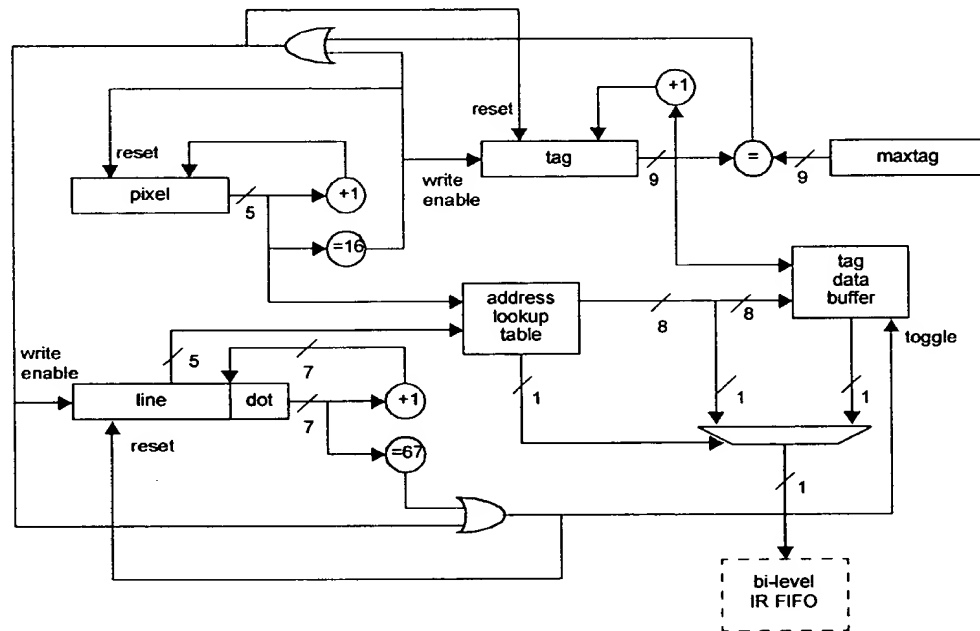 reset
+1
tag
=
maxtag
9
9
write
enable
reset
pixel
5
+1
=16
tag
data
buffer
address
lookup
table
8
8
toggle
write
enable
5
7
line
dot
7
+1
1
1
1
reset
=67
1
bi-level
IR FIFO